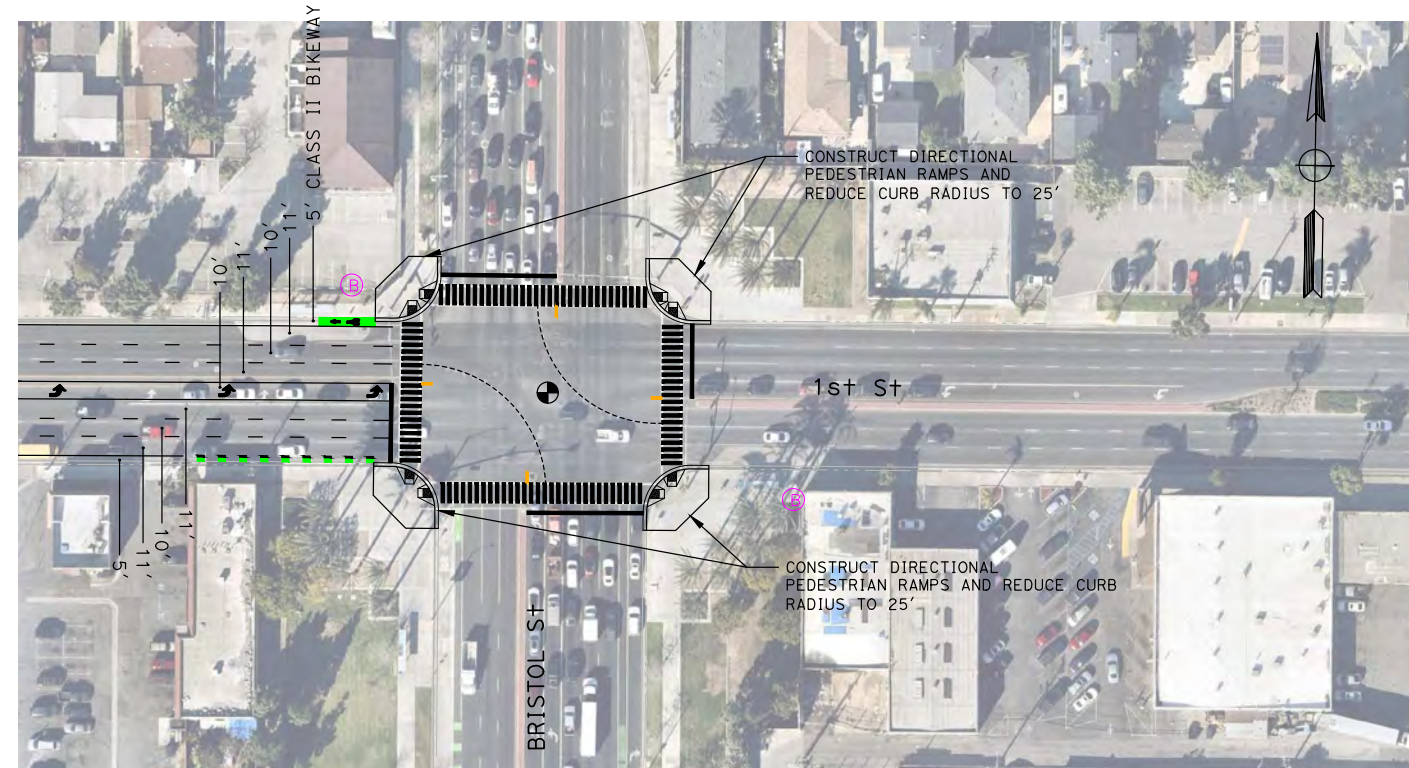 5' CLASS II BIKEWAY
11'
10'
11'
10'
CONSTRUCT DIRECTIONAL
PEDESTRIAN RAMPS AND
REDUCE CURB RADIUS TO 25'
B
1st St
B
11'
10'
11'
5'
CONSTRUCT DIRECTIONAL
PEDESTRIAN RAMPS AND REDUCE CURB
RADIUS TO 25'
BRISTOL St